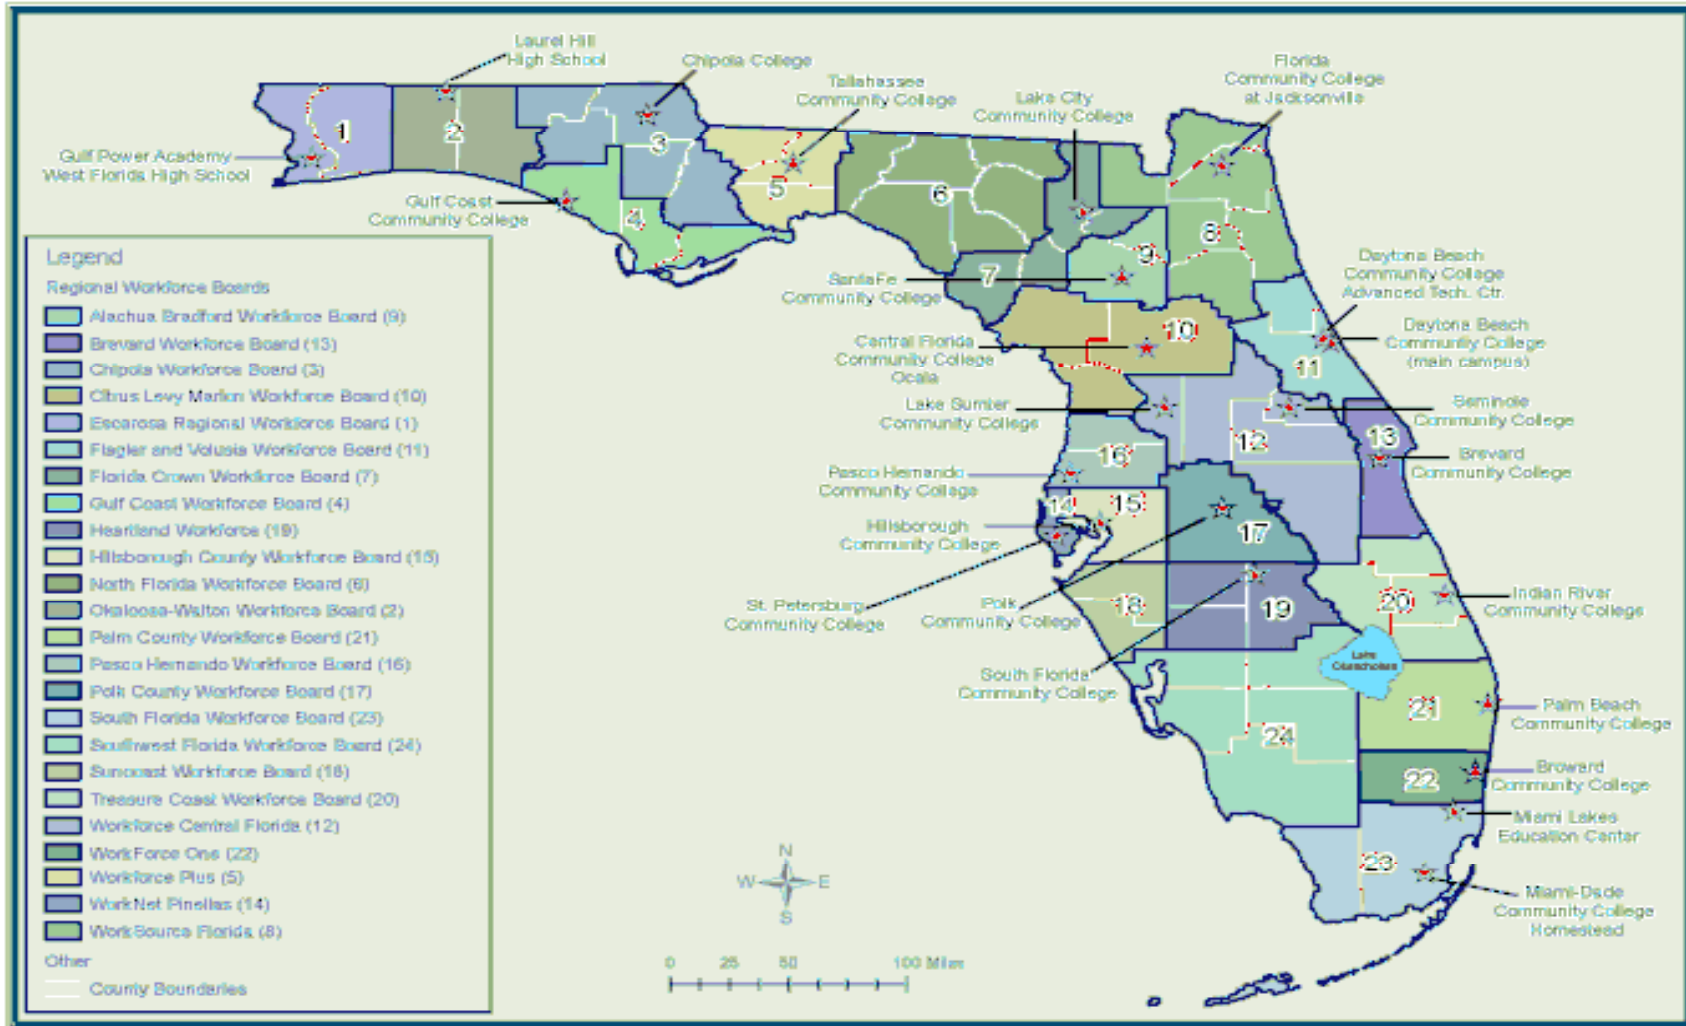 Laurel Hill
High School
Chipola College
Tallahassee
Community College
Lake City
Community College
Florida
Community College
at Jacksonville
Gulf Power Academy
West Florida High School
Gulf Coast
Community College
1
2
3
4
5
6
7
8
9
10
11
12
13
14
15
16
17
18
19
20
21
22
23
24
SantaFe
Community College
Daytona Beach
Community College
Advanced Tech. Ctr.
Daytona Beach
Community College
(main campus)
Central Florida
Community College
Ocala
Lake Sumter
Community College
Seminole
Community College
Brevard
Community College
Pasco Hernando
Community College
Hillsborough
Community College
St. Petersburg
Community College
Polk
Community College
South Florida
Community College
Indian River
Community College
Lake
Okeechobee
Palm Beach
Community College
Broward
Community College
Miami Lakes
Education Center
Miami-Dade
Community College
Homestead
Legend
Regional Workforce Boards
Alachua Bradford Workforce Board (9)
Brevard Workforce Board (13)
Chipola Workforce Board (3)
Citrus Levy Marion Workforce Board (10)
Escarosa Regional Workforce Board (1)
Flagler and Volusia Workforce Board (11)
Florida Crown Workforce Board (7)
Gulf Coast Workforce Board (4)
Heartland Workforce (19)
Hillsborough County Workforce Board (15)
North Florida Workforce Board (6)
Okaloosa-Walton Workforce Board (2)
Palm County Workforce Board (21)
Pasco Hernando Workforce Board (16)
Polk County Workforce Board (17)
South Florida Workforce Board (23)
Southwest Florida Workforce Board (24)
Suncoast Workforce Board (18)
Treasure Coast Workforce Board (20)
Workforce Central Florida (12)
WorkForce One (22)
Workforce Plus (5)
WorkNet Pinellas (14)
WorkSource Florida (8)
Other
County Boundaries
N
W E
S
0 25 50 100 Miles